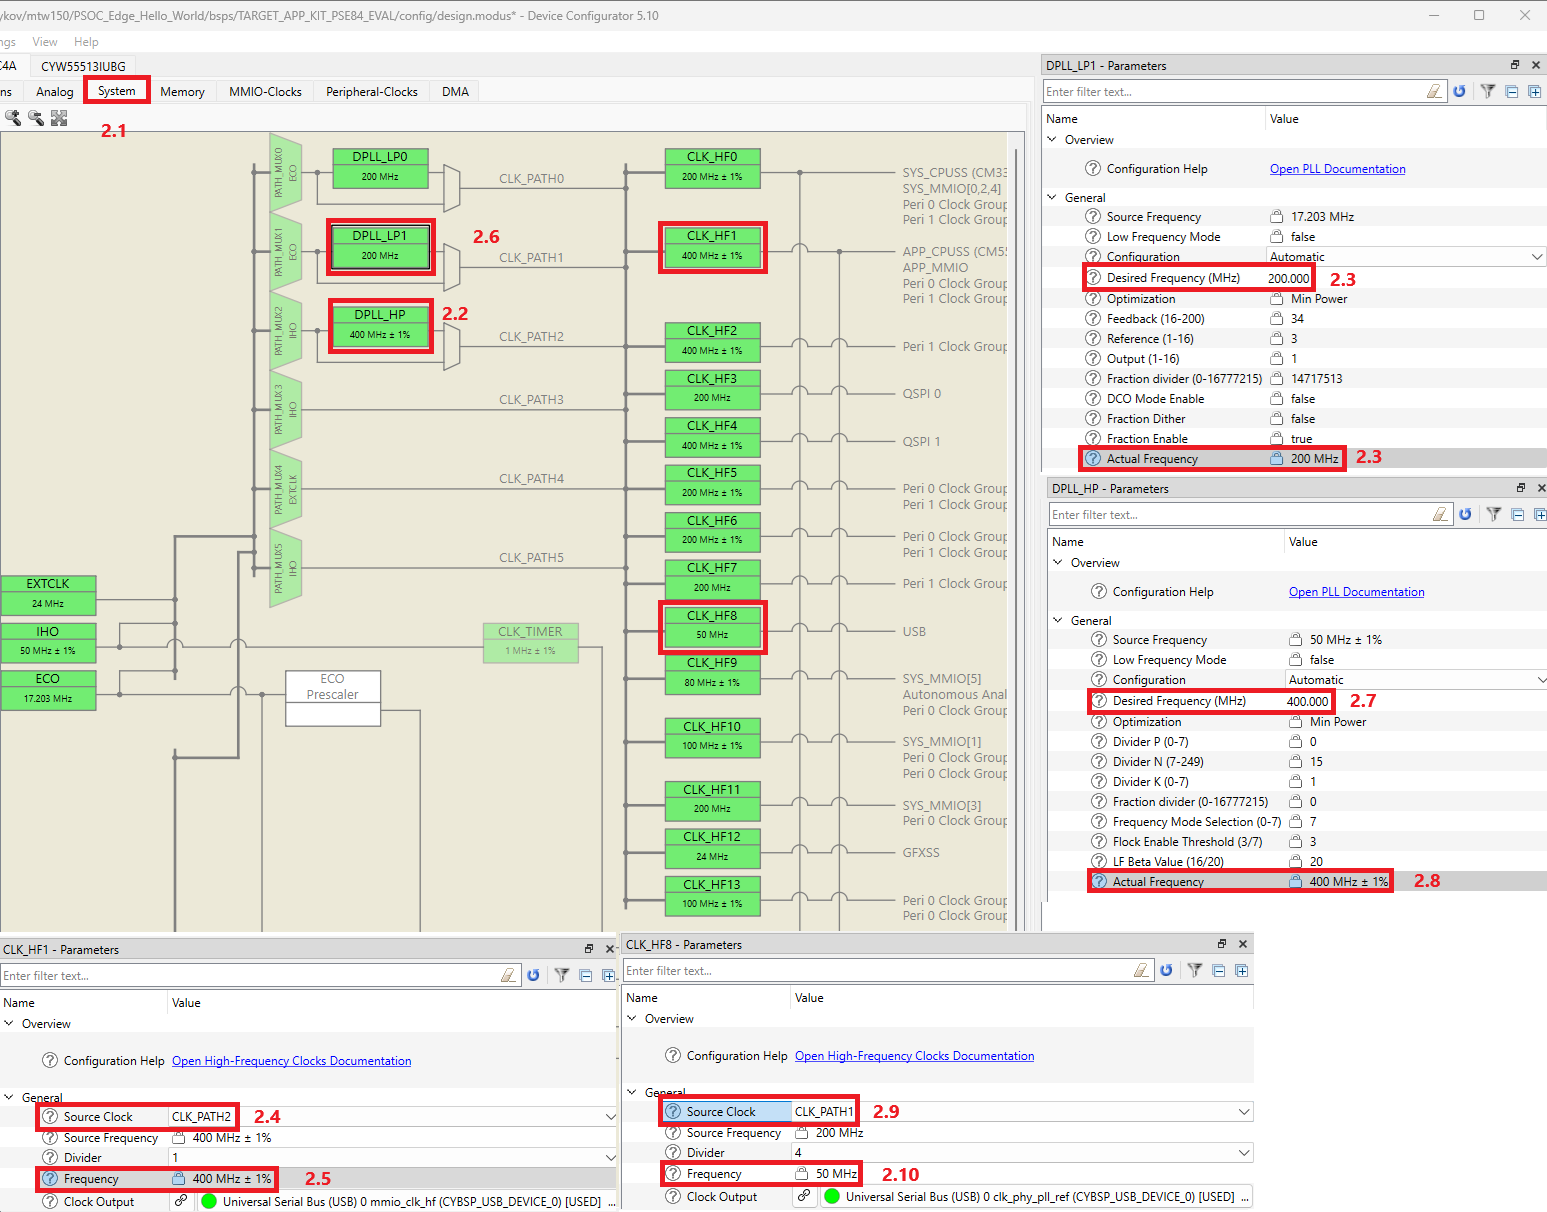 ykov/mtw150/PSOC_Edge_Hello_World/bsps/TARGET_APP_KIT_PSE84_EVAL/config/design.modus* - Device Configurator 5.10
ngs View Help
C4A CYW55513IUBG
ns Analog System Memory MMIO-Clocks Peripheral-Clocks DMA
2.1
PATH_MUX0
ECO
DPLL_LP0
200 MHz
CLK_PATH0
PATH_MUX1
ECO
DPLL_LP1
200 MHz
2.6
CLK_PATH1
PATH_MUX2
IHO
DPLL_HP
400 MHz ± 1%
2.2
CLK_PATH2
PATH_MUX3
IHO
CLK_PATH3
PATH_MUX4
EXTCLK
CLK_PATH4
PATH_MUX5
IHO
CLK_PATH5
EXTCLK
24 MHz
IHO
50 MHz ± 1%
ECO
17.203 MHz
ECO
Prescaler
CLK_TIMER
1 MHz ± 1%
CLK_HF0
200 MHz ± 1%
SYS_CPUSS (CM33
SYS_MMIO[0,2,4]
Peri 0 Clock Group
Peri 1 Clock Group
CLK_HF1
400 MHz ± 1%
APP_CPUSS (CM55
APP_MMIO
Peri 0 Clock Group
Peri 1 Clock Group
CLK_HF2
400 MHz ± 1%
Peri 1 Clock Group
CLK_HF3
200 MHz
QSPI 0
CLK_HF4
400 MHz ± 1%
QSPI 1
CLK_HF5
200 MHz ± 1%
Peri 0 Clock Group
Peri 1 Clock Group
CLK_HF6
200 MHz ± 1%
Peri 0 Clock Group
Peri 1 Clock Group
CLK_HF7
200 MHz
Peri 1 Clock Group
CLK_HF8
50 MHz
USB
CLK_HF9
80 MHz ± 1%
SYS_MMIO[5]
Autonomous Anal
Peri 0 Clock Group
CLK_HF10
100 MHz ± 1%
SYS_MMIO[1]
Peri 0 Clock Group
Peri 0 Clock Group
CLK_HF11
200 MHz
SYS_MMIO[3]
Peri 0 Clock Group
CLK_HF12
24 MHz
GFXSS
CLK_HF13
100 MHz ± 1%
Peri 0 Clock Group
Peri 0 Clock Group
DPLL_LP1 - Parameters
Enter filter text...
Name Value
Overview
Configuration Help Open PLL Documentation
General
Source Frequency 17.203 MHz
Low Frequency Mode false
Configuration Automatic
Desired Frequency (MHz) 200.000 2.3
Optimization Min Power
Feedback (16-200) 34
Reference (1-16) 3
Output (1-16) 1
Fraction divider (0-16777215) 14717513
DCO Mode Enable false
Fraction Dither false
Fraction Enable true
Actual Frequency 200 MHz 2.3
DPLL_HP - Parameters
Enter filter text...
Name Value
Overview
Configuration Help Open PLL Documentation
General
Source Frequency 50 MHz ± 1%
Low Frequency Mode false
Configuration Automatic
Desired Frequency (MHz) 400.000 2.7
Optimization Min Power
Divider P (0-7) 0
Divider N (7-249) 15
Divider K (0-7) 1
Fraction divider (0-16777215) 0
Frequency Mode Selection (0-7) 7
Flock Enable Threshold (3/7) 3
LF Beta Value (16/20) 20
Actual Frequency 400 MHz ± 1% 2.8
CLK_HF1 - Parameters
Enter filter text...
Name Value
Overview
Configuration Help Open High-Frequency Clocks Documentation
General
Source Clock CLK_PATH2 2.4
Source Frequency 400 MHz ± 1%
Divider 1
Frequency 400 MHz ± 1% 2.5
Clock Output Universal Serial Bus (USB) 0 mmio_clk_hf (CYBSP_USB_DEVICE_0) [USED] ...
CLK_HF8 - Parameters
Enter filter text...
Name Value
Overview
Configuration Help Open High-Frequency Clocks Documentation
General
Source Clock CLK_PATH1 2.9
Source Frequency 200 MHz
Divider 4
Frequency 50 MHz 2.10
Clock Output Universal Serial Bus (USB) 0 clk_phy_pll_ref (CYBSP_USB_DEVICE_0) [USED] ...